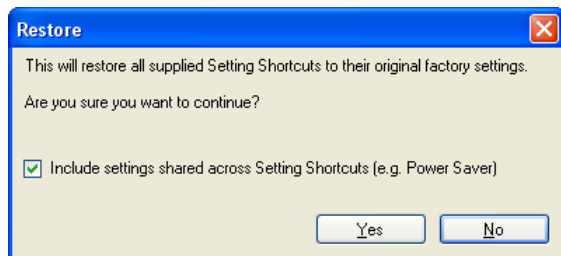 Restore
This will restore all supplied Setting Shortcuts to their original factory settings.
Are you sure you want to continue?
Include settings shared across Setting Shortcuts (e.g. Power Saver)
Yes
No